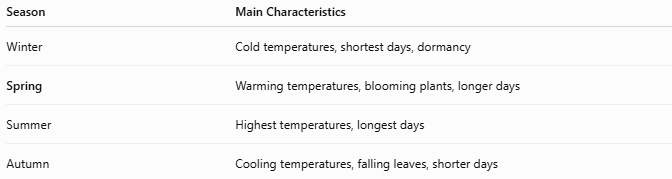 Season Main Characteristics
Winter Cold temperatures, shortest days, dormancy
Spring Warming temperatures, blooming plants, longer days
Summer Highest temperatures, longest days
Autumn Cooling temperatures, falling leaves, shorter days